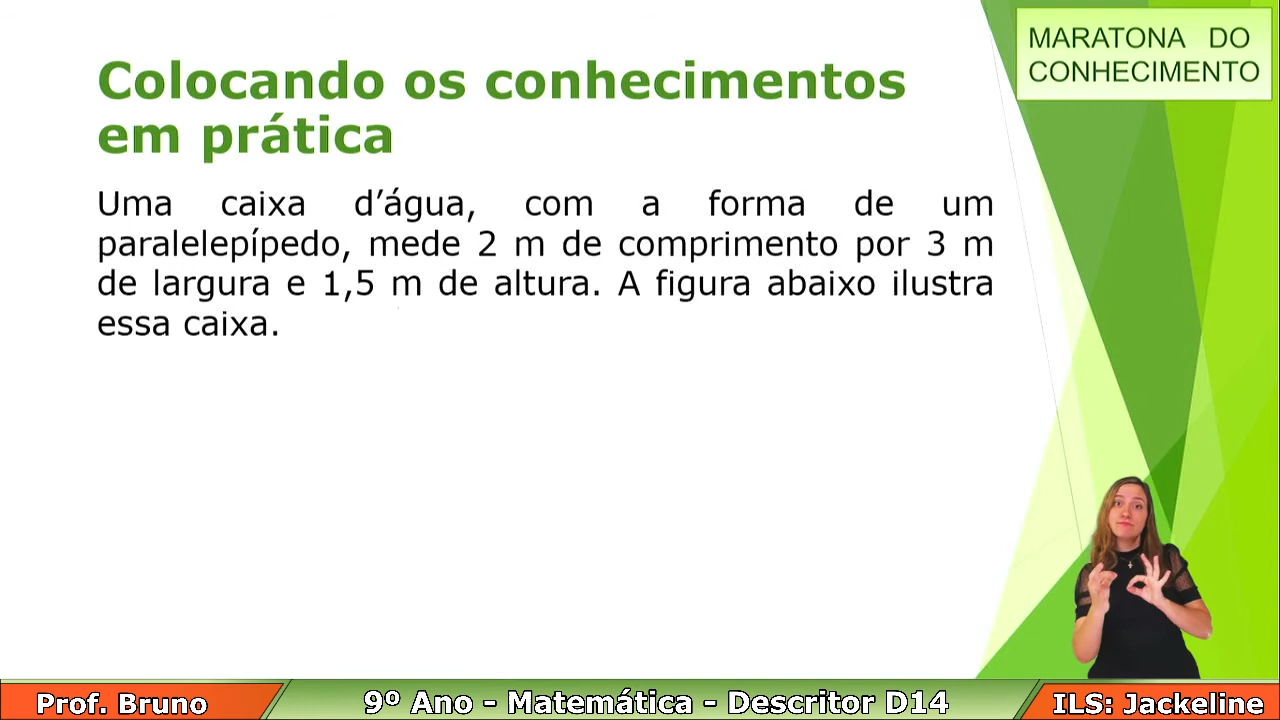 MARATONA DO
CONHECIMENTO
Colocando os conhecimentos
em prática
Uma caixa d’água, com a forma de um
paralelepípedo, mede 2 m de comprimento por 3 m
de largura e 1,5 m de altura. A figura abaixo ilustra
essa caixa.
Prof. Bruno
9º Ano - Matemática - Descritor D14
ILS: Jackeline